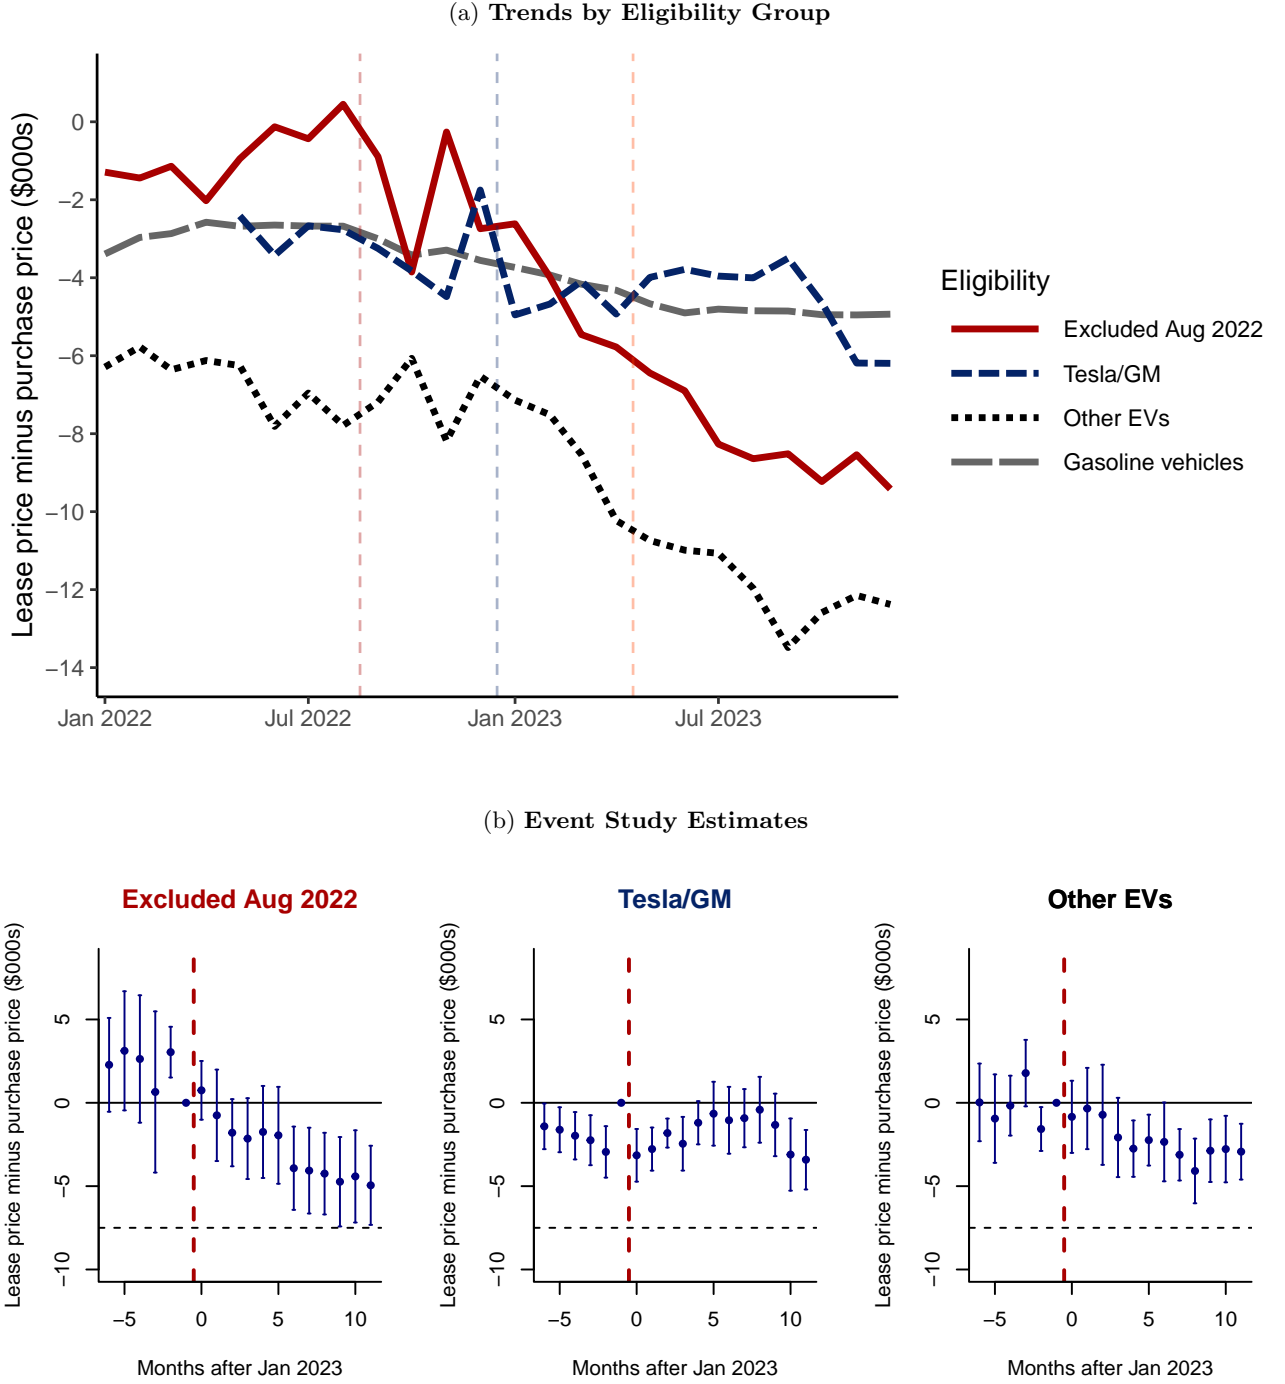 (a) Trends by Eligibility Group
Lease price minus purchase price ($000s)
0
−2
−4
−6
−8
−10
−12
−14
Jan 2022
Jul 2022
Jan 2023
Jul 2023
Eligibility
Excluded Aug 2022
Tesla/GM
Other EVs
Gasoline vehicles
(b) Event Study Estimates
Excluded Aug 2022
Lease price minus purchase price ($000s)
5
0
−5
−10
−5
0
5
10
Months after Jan 2023
Tesla/GM
Lease price minus purchase price ($000s)
5
0
−5
−10
−5
0
5
10
Months after Jan 2023
Other EVs
Lease price minus purchase price ($000s)
5
0
−5
−10
−5
0
5
10
Months after Jan 2023